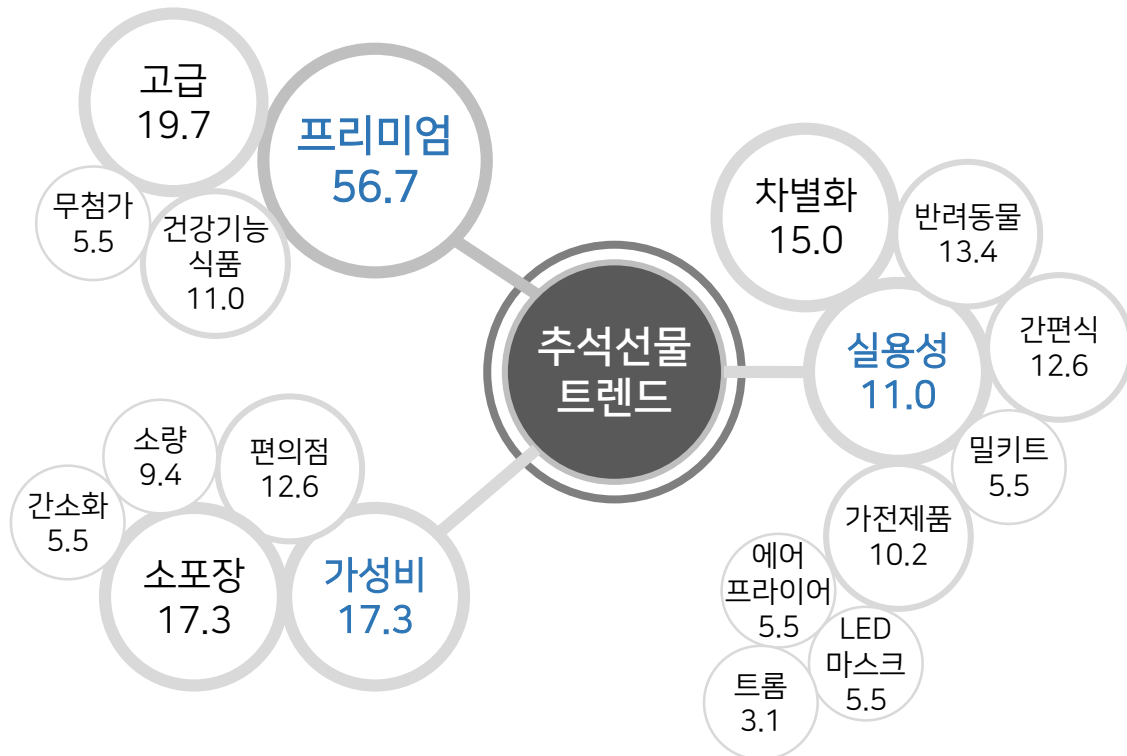 고급
19.7
프리미엄
56.7
무첨가
5.5
건강기능
식품
11.0
추석선물
트렌드
차별화
15.0
반려동물
13.4
실용성
11.0
간편식
12.6
밀키트
5.5
가전제품
10.2
에어
프라이어
5.5
LED
마스크
5.5
트롬
3.1
소량
9.4
편의점
12.6
간소화
5.5
소포장
17.3
가성비
17.3